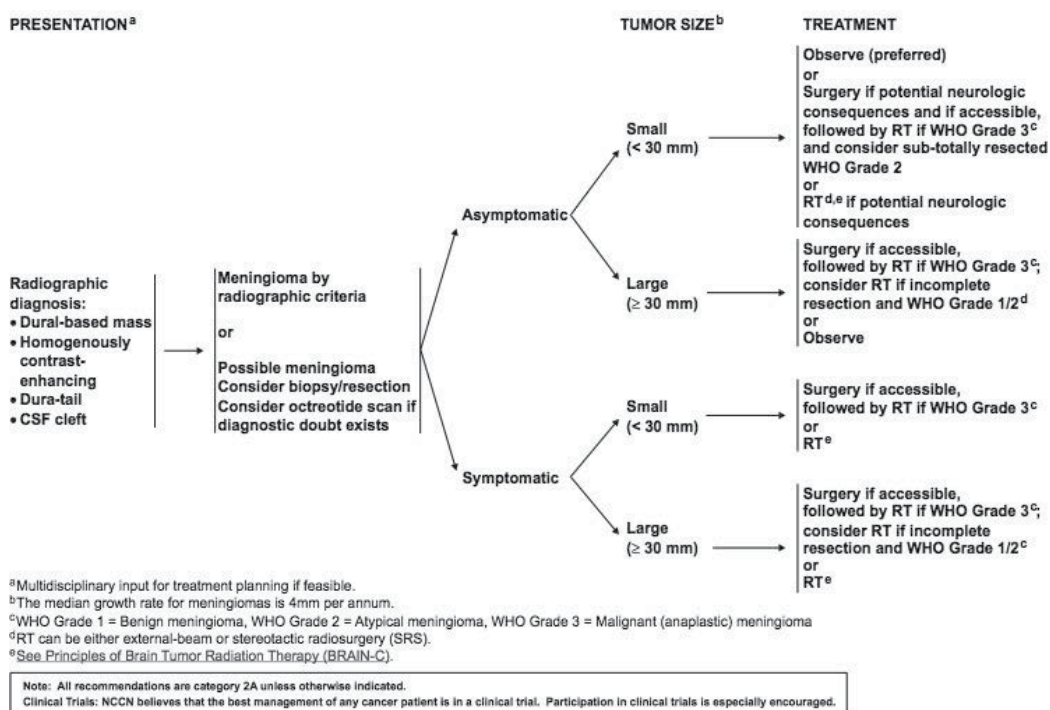 PRESENTATIONa
TUMOR SIZEb
TREATMENT
Radiographic
diagnosis:
• Dural-based mass
• Homogenously
contrast-
enhancing
• Dura-tail
• CSF cleft
Meningioma by
radiographic criteria
or
Possible meningioma
Consider biopsy/resection
Consider octreotide scan if
diagnostic doubt exists
Asymptomatic
Small
(< 30 mm)
Observe (preferred)
or
Surgery if potential neurologic
consequences and if accessible,
followed by RT if WHO Grade 3c
and consider sub-totally resected
WHO Grade 2
or
RTd,e if potential neurologic
consequences
Large
(≥ 30 mm)
Surgery if accessible,
followed by RT if WHO Grade 3c;
consider RT if incomplete
resection and WHO Grade 1/2d
or
Observe
Symptomatic
Small
(< 30 mm)
Surgery if accessible,
followed by RT if WHO Grade 3c
or
RTe
Large
(≥ 30 mm)
Surgery if accessible,
followed by RT if WHO Grade 3c;
consider RT if incomplete
resection and WHO Grade 1/2c
or
RTe
aMultidisciplinary input for treatment planning if feasible.
bThe median growth rate for meningiomas is 4mm per annum.
cWHO Grade 1 = Benign meningioma, WHO Grade 2 = Atypical meningioma, WHO Grade 3 = Malignant (anaplastic) meningioma
dRT can be either external-beam or stereotactic radiosurgery (SRS).
eSee Principles of Brain Tumor Radiation Therapy (BRAIN-C).
Note: All recommendations are category 2A unless otherwise indicated.
Clinical Trials: NCCN believes that the best management of any cancer patient is in a clinical trial. Participation in clinical trials is especially encouraged.